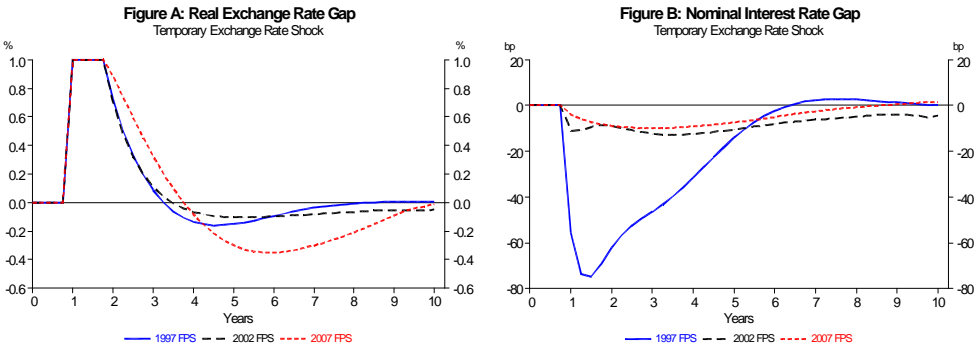 Figure A: Real Exchange Rate Gap
Temporary Exchange Rate Shock
%
%
1.0
0.8
0.6
0.4
0.2
0.0
-0.2
-0.4
-0.6
1.0
0.8
0.6
0.4
0.2
0.0
-0.2
-0.4
-0.6
0 1 2 3 4 5 6 7 8 9 10
Years
1997 FPS 2002 FPS 2007 FPS
Figure B: Nominal Interest Rate Gap
Temporary Exchange Rate Shock
bp
bp
20
0
-20
-40
-60
-80
20
0
-20
-40
-60
-80
0 1 2 3 4 5 6 7 8 9 10
Years
1997 FPS 2002 FPS 2007 FPS